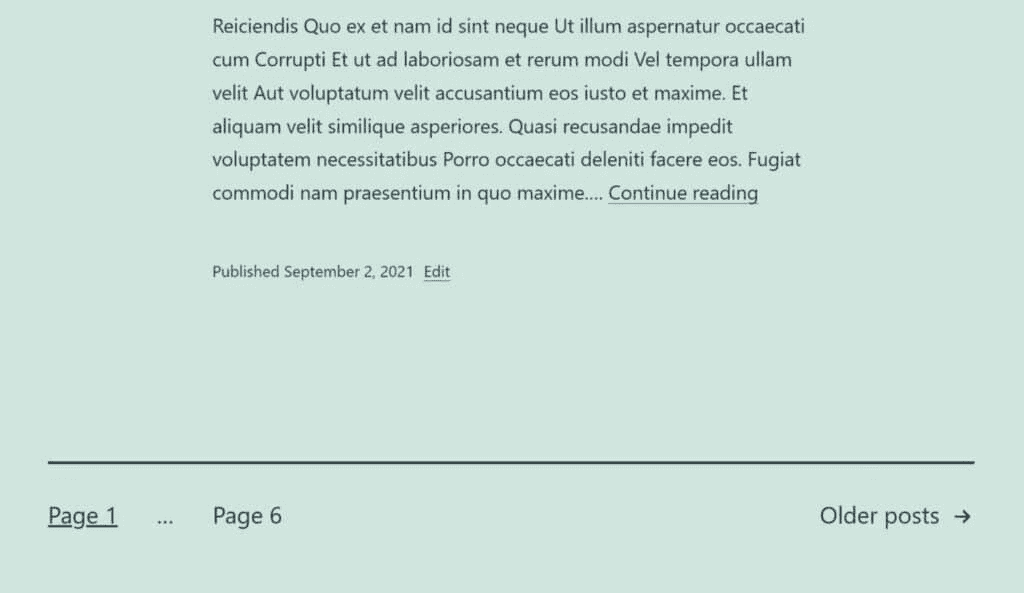 Reiciendis Quo ex et nam id sint neque Ut illum aspernatur occaecati
cum Corrupti Et ut ad laboriosam et rerum modi Vel tempora ullam
velit Aut voluptatum velit accusantium eos iusto et maxime. Et
aliquam velit similique asperiores. Quasi recusandae impedit
voluptatem necessitatibus Porro occaecati deleniti facere eos. Fugiat
commodi nam praesentium in quo maxime.... Continue reading
Published September 2, 2021 Edit
Page 1 ... Page 6 Older posts →